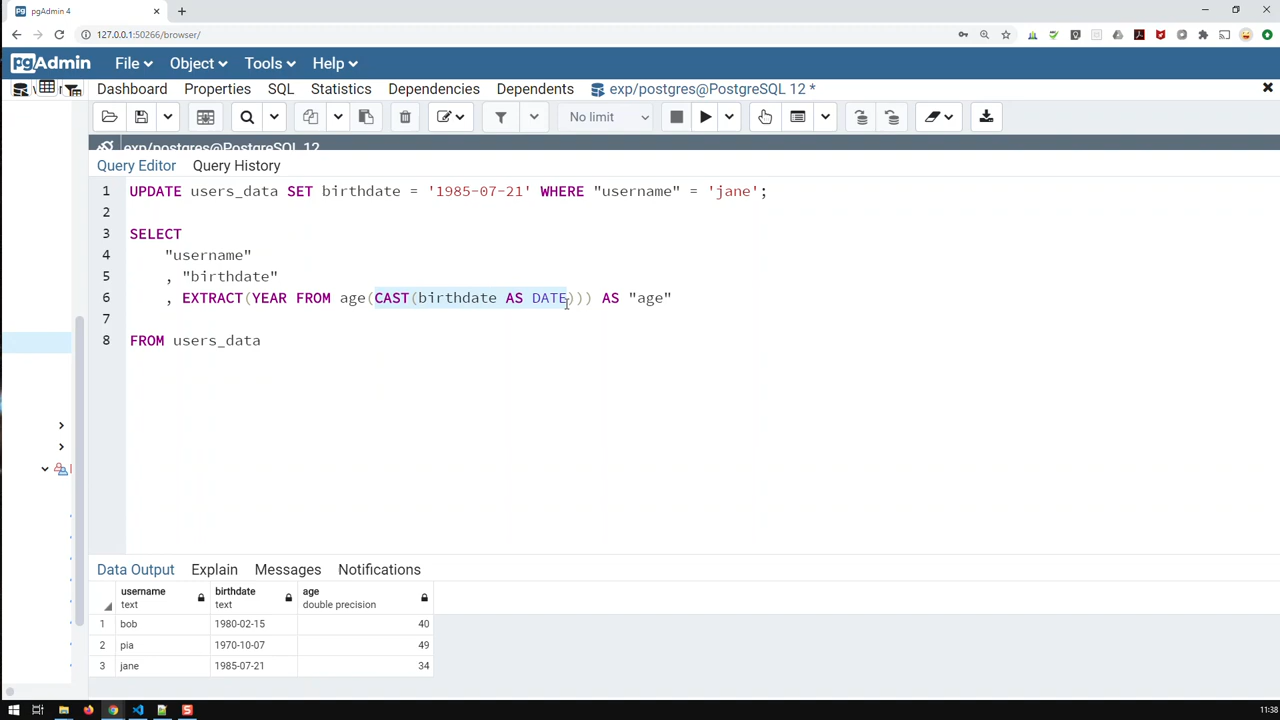 pgAdmin 4
127.0.0.1:50266/browser/
pgAdmin File Object Tools Help
Dashboard Properties SQL Statistics Dependencies Dependents exp/postgres@PostgreSQL 12 *
No limit
exp/postgres@PostgreSQL 12
Query Editor Query History
1 UPDATE users_data SET birthdate = '1985-07-21' WHERE "username" = 'jane';
2
3 SELECT
4 "username"
5 , "birthdate"
6 , EXTRACT(YEAR FROM age(CAST(birthdate AS DATE))) AS "age"
7
8 FROM users_data
Data Output Explain Messages Notifications
username birthdate age
text text double precision
1 bob 1980-02-15 40
2 pia 1970-10-07 49
3 jane 1985-07-21 34
11:38